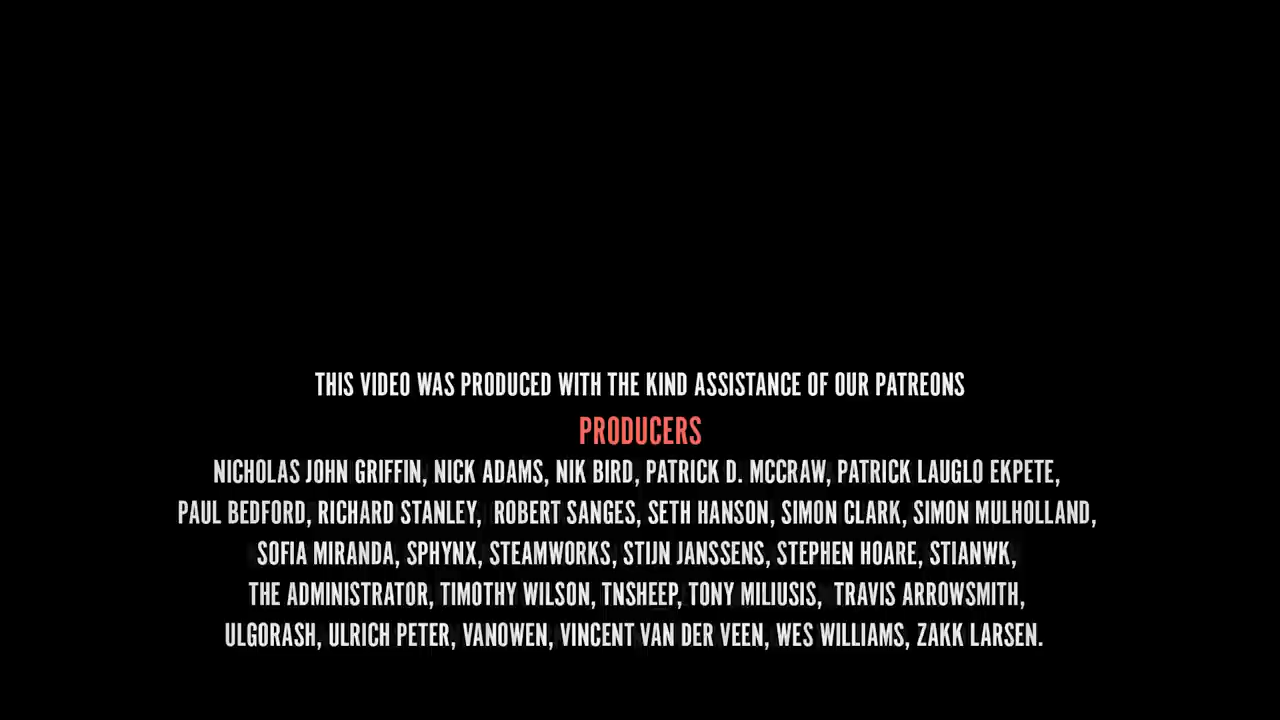 THIS VIDEO WAS PRODUCED WITH THE KIND ASSISTANCE OF OUR PATREONS
PRODUCERS
NICHOLAS JOHN GRIFFIN, NICK ADAMS, NIK BIRD, PATRICK D. MCCRAW, PATRICK LAUGLO EKPETE,
PAUL BEDFORD, RICHARD STANLEY, ROBERT SANGES, SETH HANSON, SIMON CLARK, SIMON MULHOLLAND,
SOFIA MIRANDA, SPHYNX, STEAMWORKS, STIJN JANSSENS, STEPHEN HOARE, STIANWK,
THE ADMINISTRATOR, TIMOTHY WILSON, TNSHEEP, TONY MILIUSIS, TRAVIS ARROWSMITH,
ULGORASH, ULRICH PETER, VANOWEN, VINCENT VAN DER VEEN, WES WILLIAMS, ZAKK LARSEN.